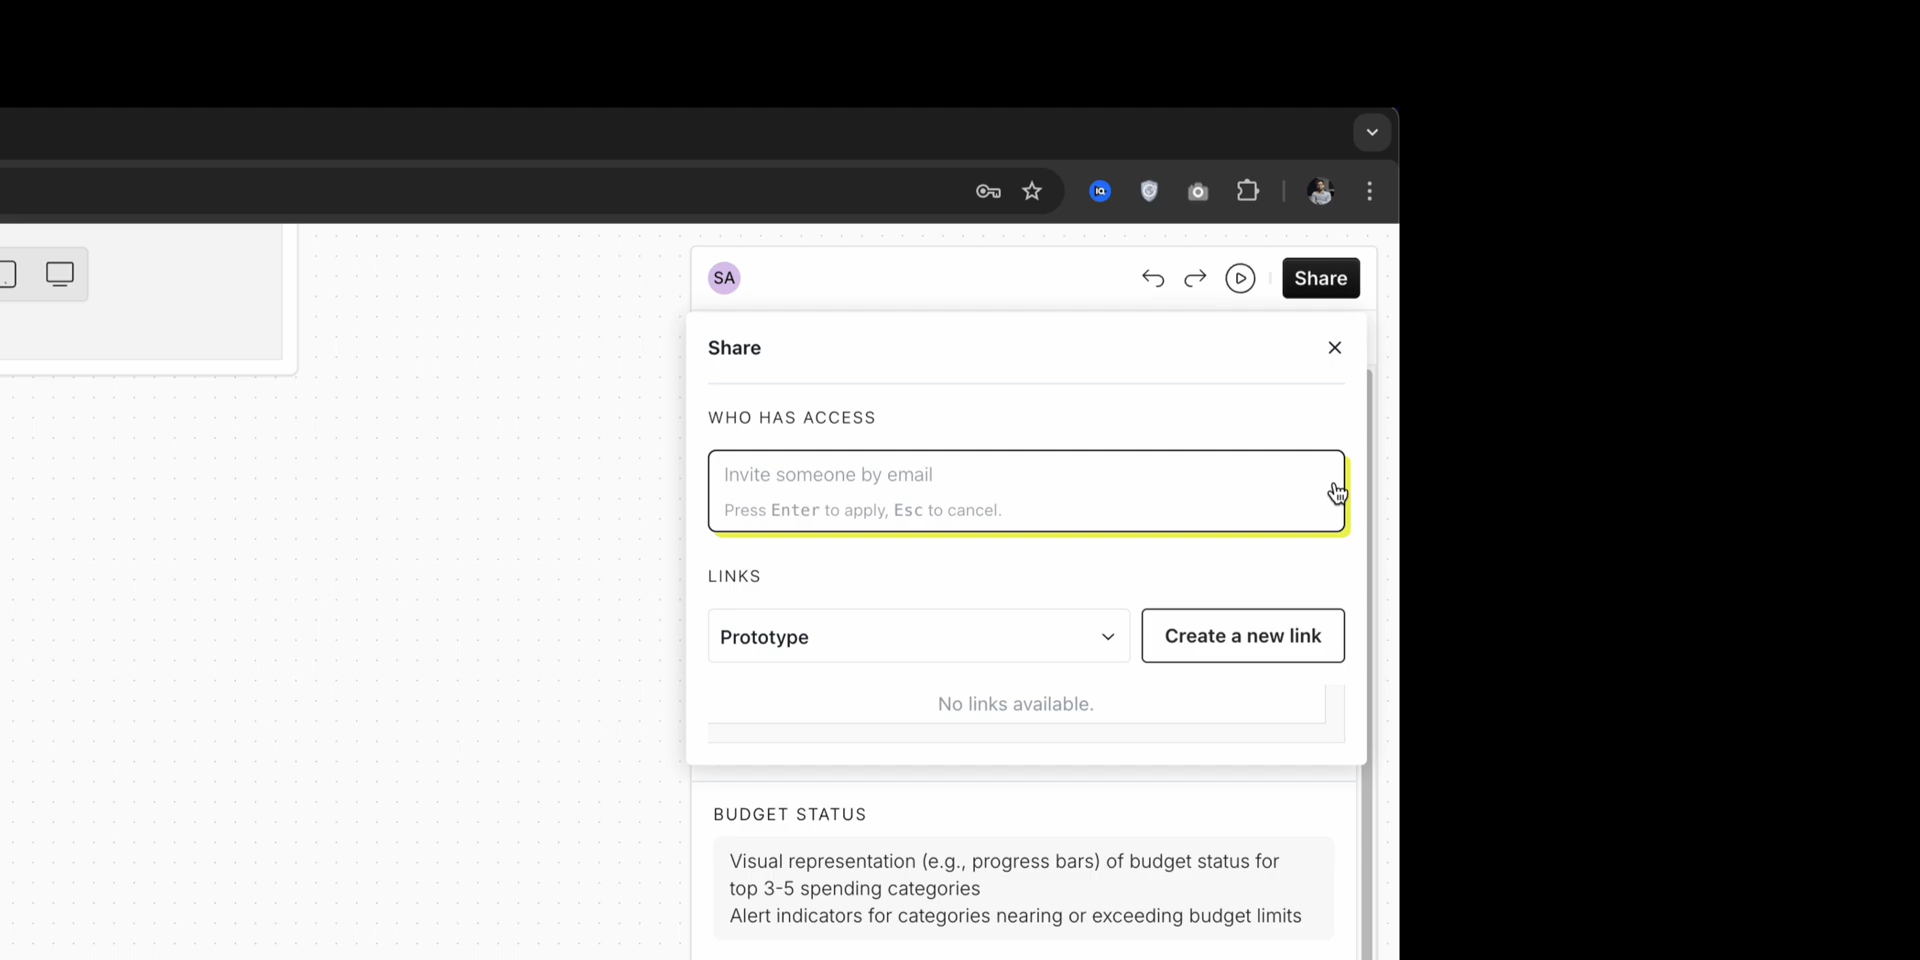 SA
Share
Share
WHO HAS ACCESS
Invite someone by email
Press Enter to apply, Esc to cancel.
LINKS
Prototype
Create a new link
No links available.
BUDGET STATUS
Visual representation (e.g., progress bars) of budget status for
top 3-5 spending categories
Alert indicators for categories nearing or exceeding budget limits